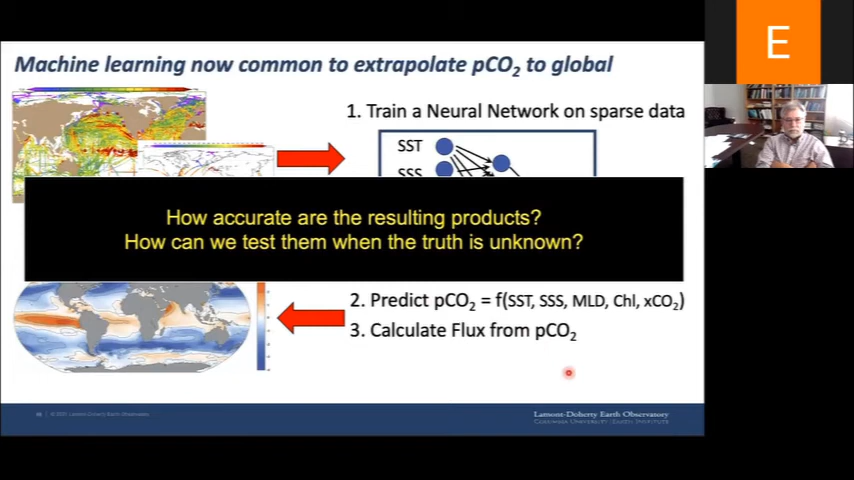 E
Machine learning now common to extrapolate pCO₂ to global
1. Train a Neural Network on sparse data
SST
SSS
How accurate are the resulting products?
How can we test them when the truth is unknown?
2. Predict pCO₂ = f(SST, SSS, MLD, Chl, xCO₂)
3. Calculate Flux from pCO₂
Lamont-Doherty Earth Observatory
Columbia University | Earth Institute